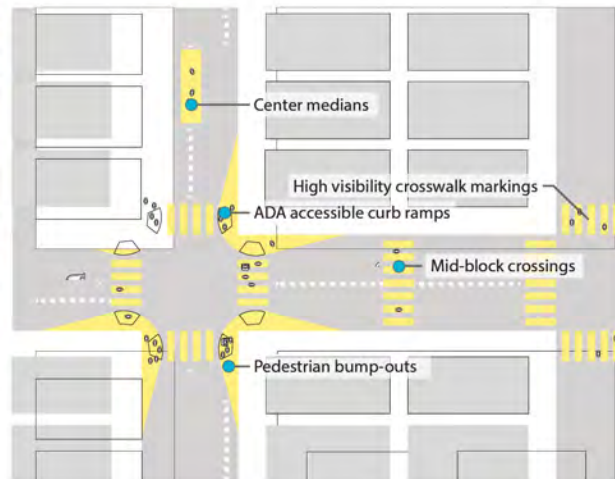 Center medians
High visibility crosswalk markings
ADA accessible curb ramps
Mid-block crossings
Pedestrian bump-outs